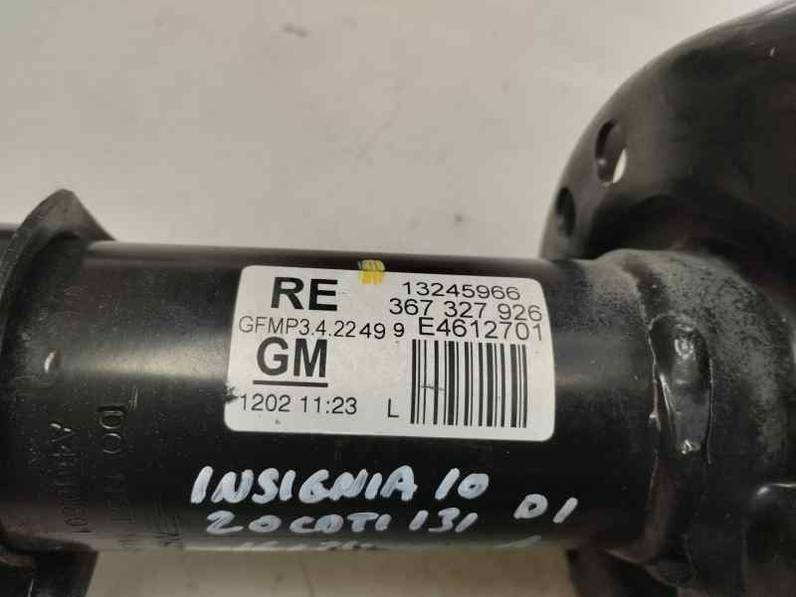 RE 13245966
367 327 926
GFMP3.4.22 49 9 E4612701
GM
1202 11:23 L
INSIGNIA 10 D1
20CDTI 131